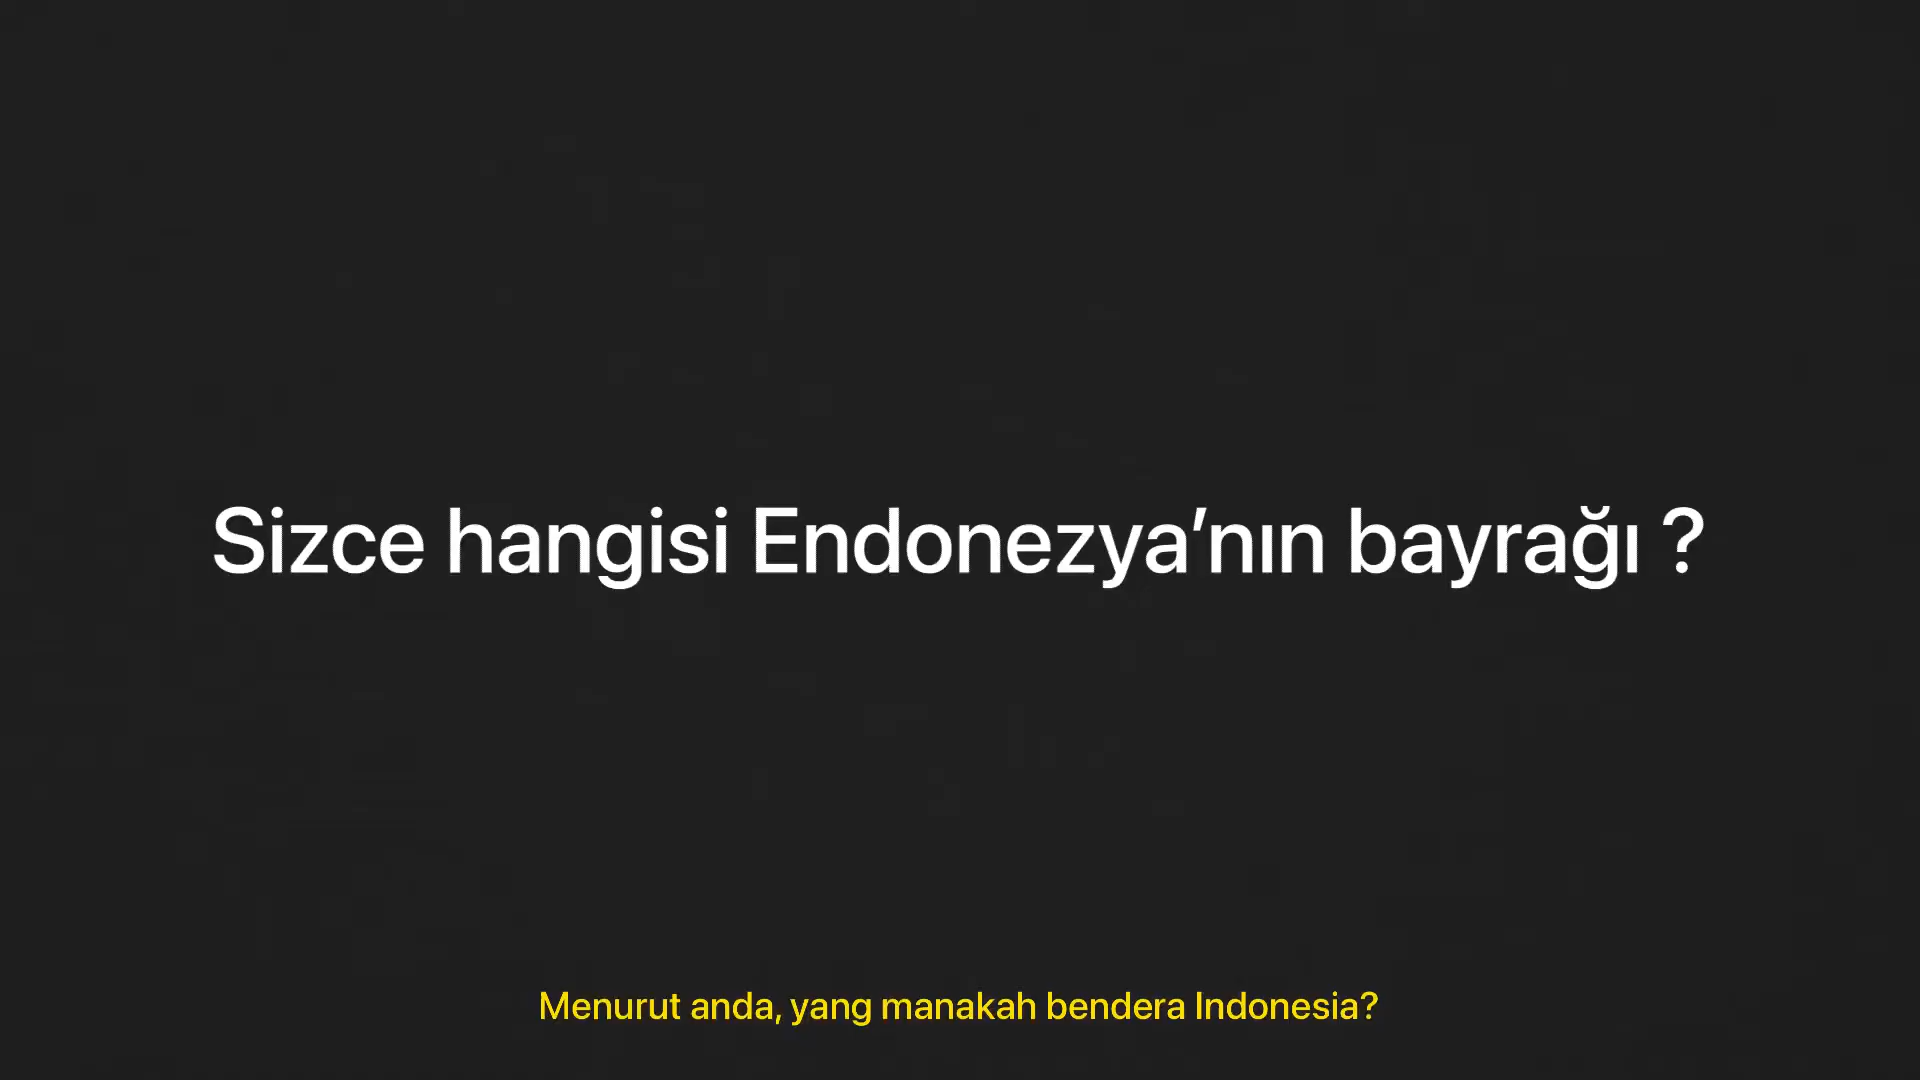 Sizce hangisi Endonezya’nın bayrağı ?
Menurut anda, yang manakah bendera Indonesia?